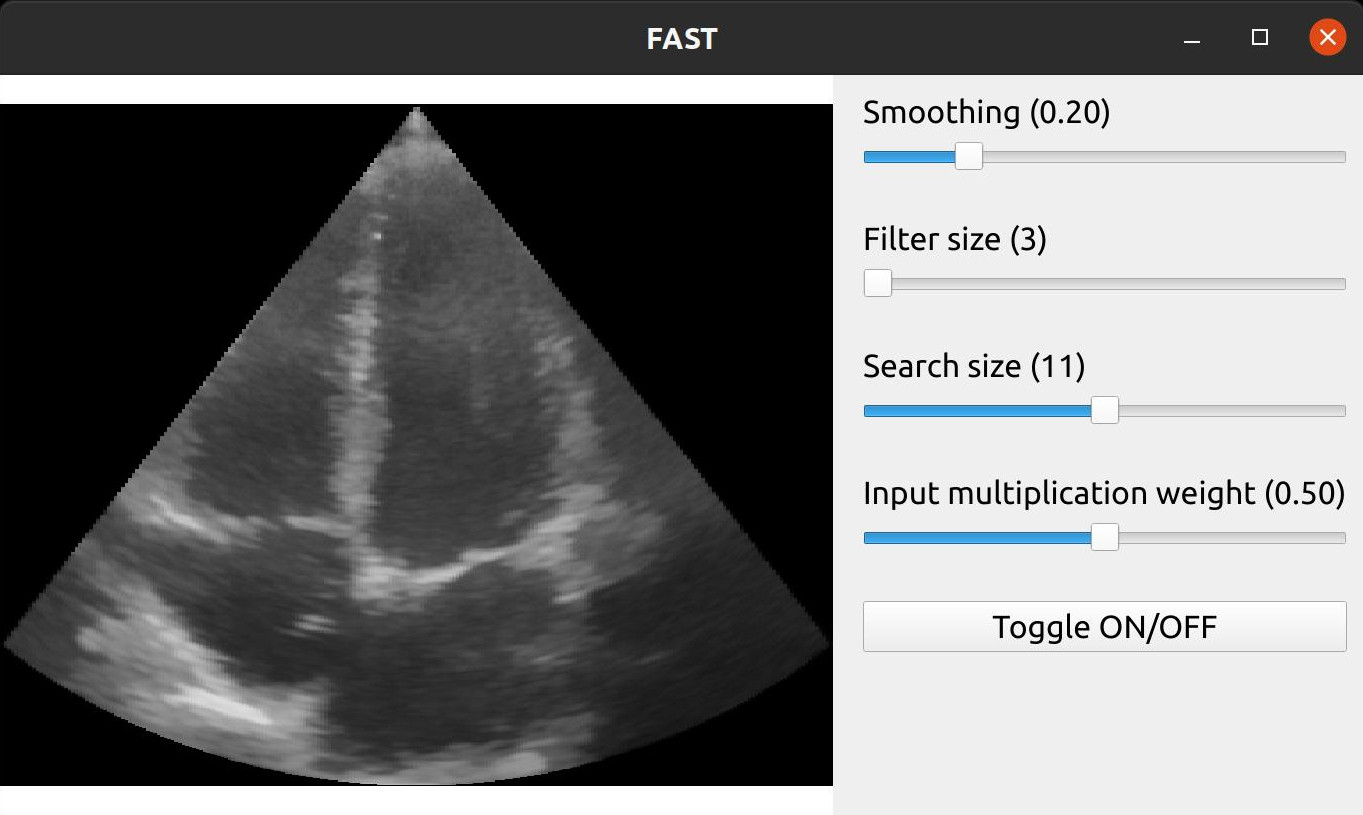 FAST
Smoothing (0.20)
Filter size (3)
Search size (11)
Input multiplication weight (0.50)
Toggle ON/OFF